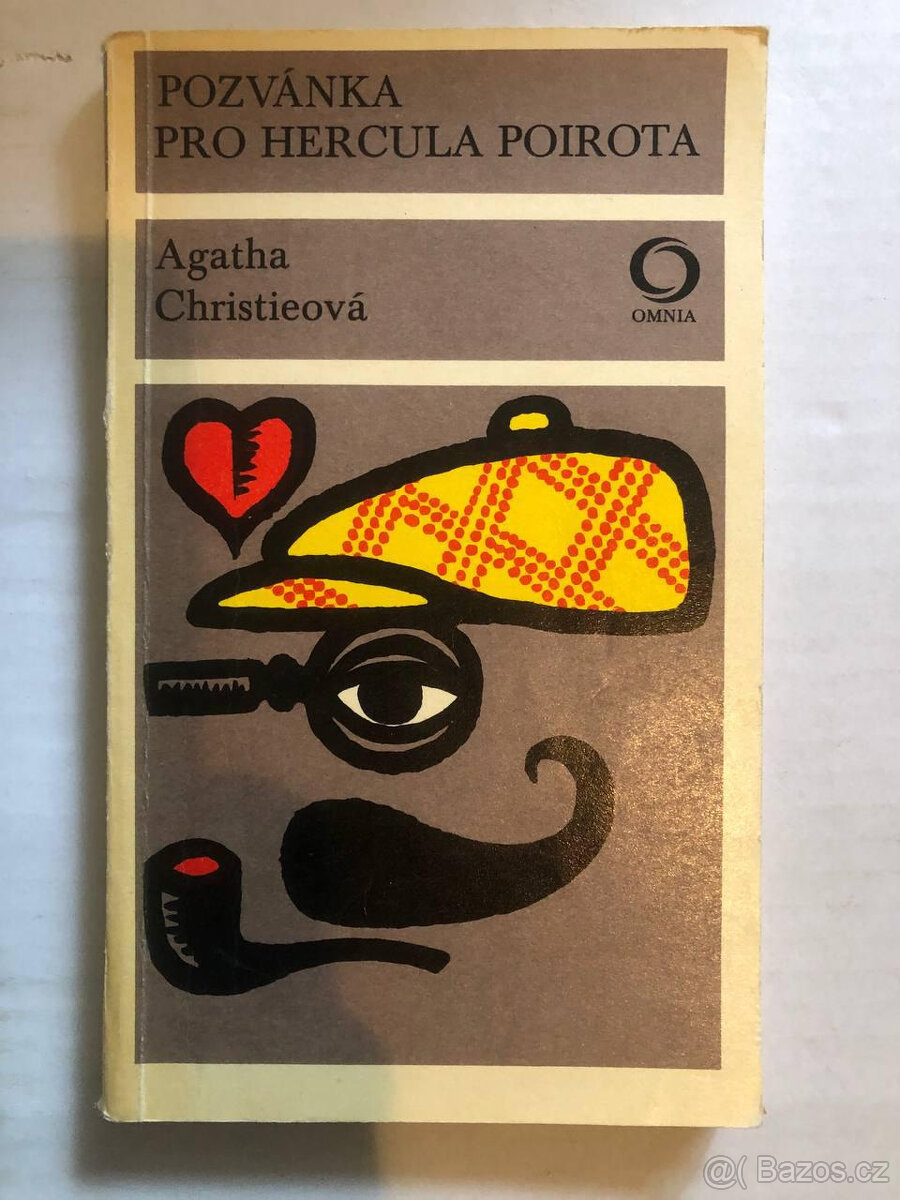 POZVÁNKA
PRO HERCULA POIROTA
Agatha
Christieová
OMNIA
@( Bazos.cz